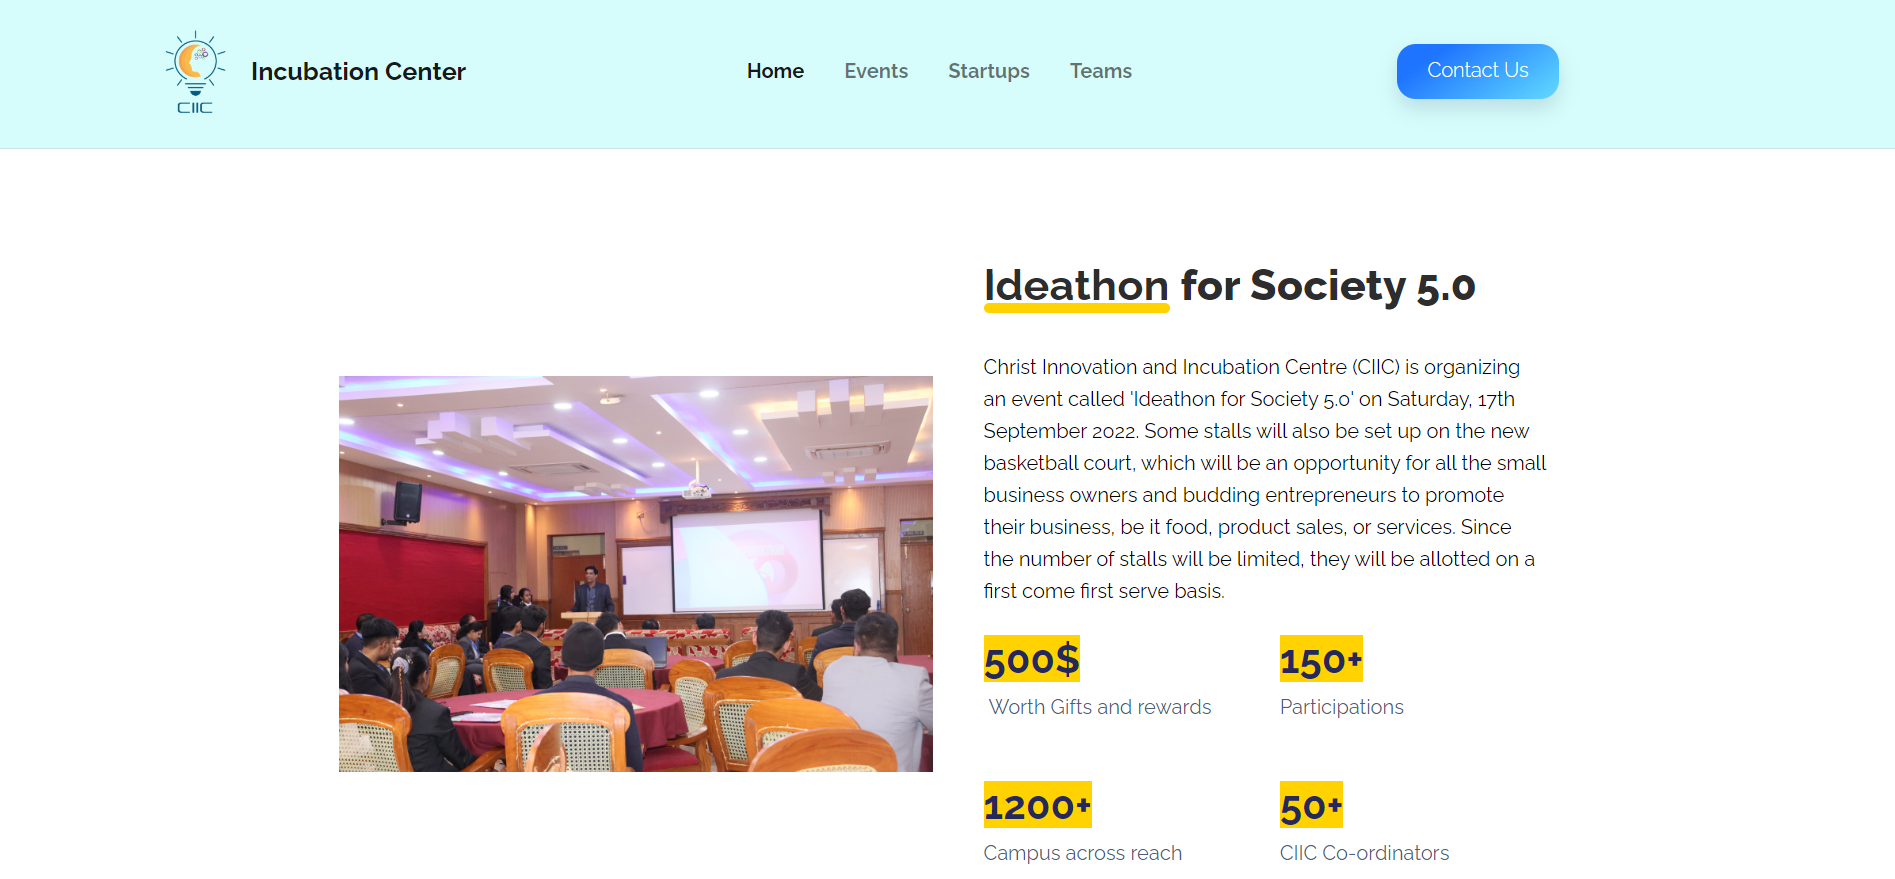 CIIC
Incubation Center
Home
Events
Startups
Teams
Contact Us
Ideathon for Society 5.0
Christ Innovation and Incubation Centre (CIIC) is organizing
an event called 'Ideathon for Society 5.0' on Saturday, 17th
September 2022. Some stalls will also be set up on the new
basketball court, which will be an opportunity for all the small
business owners and budding entrepreneurs to promote
their business, be it food, product sales, or services. Since
the number of stalls will be limited, they will be allotted on a
first come first serve basis.
500$
Worth Gifts and rewards
150+
Participations
1200+
Campus across reach
50+
CIIC Co-ordinators